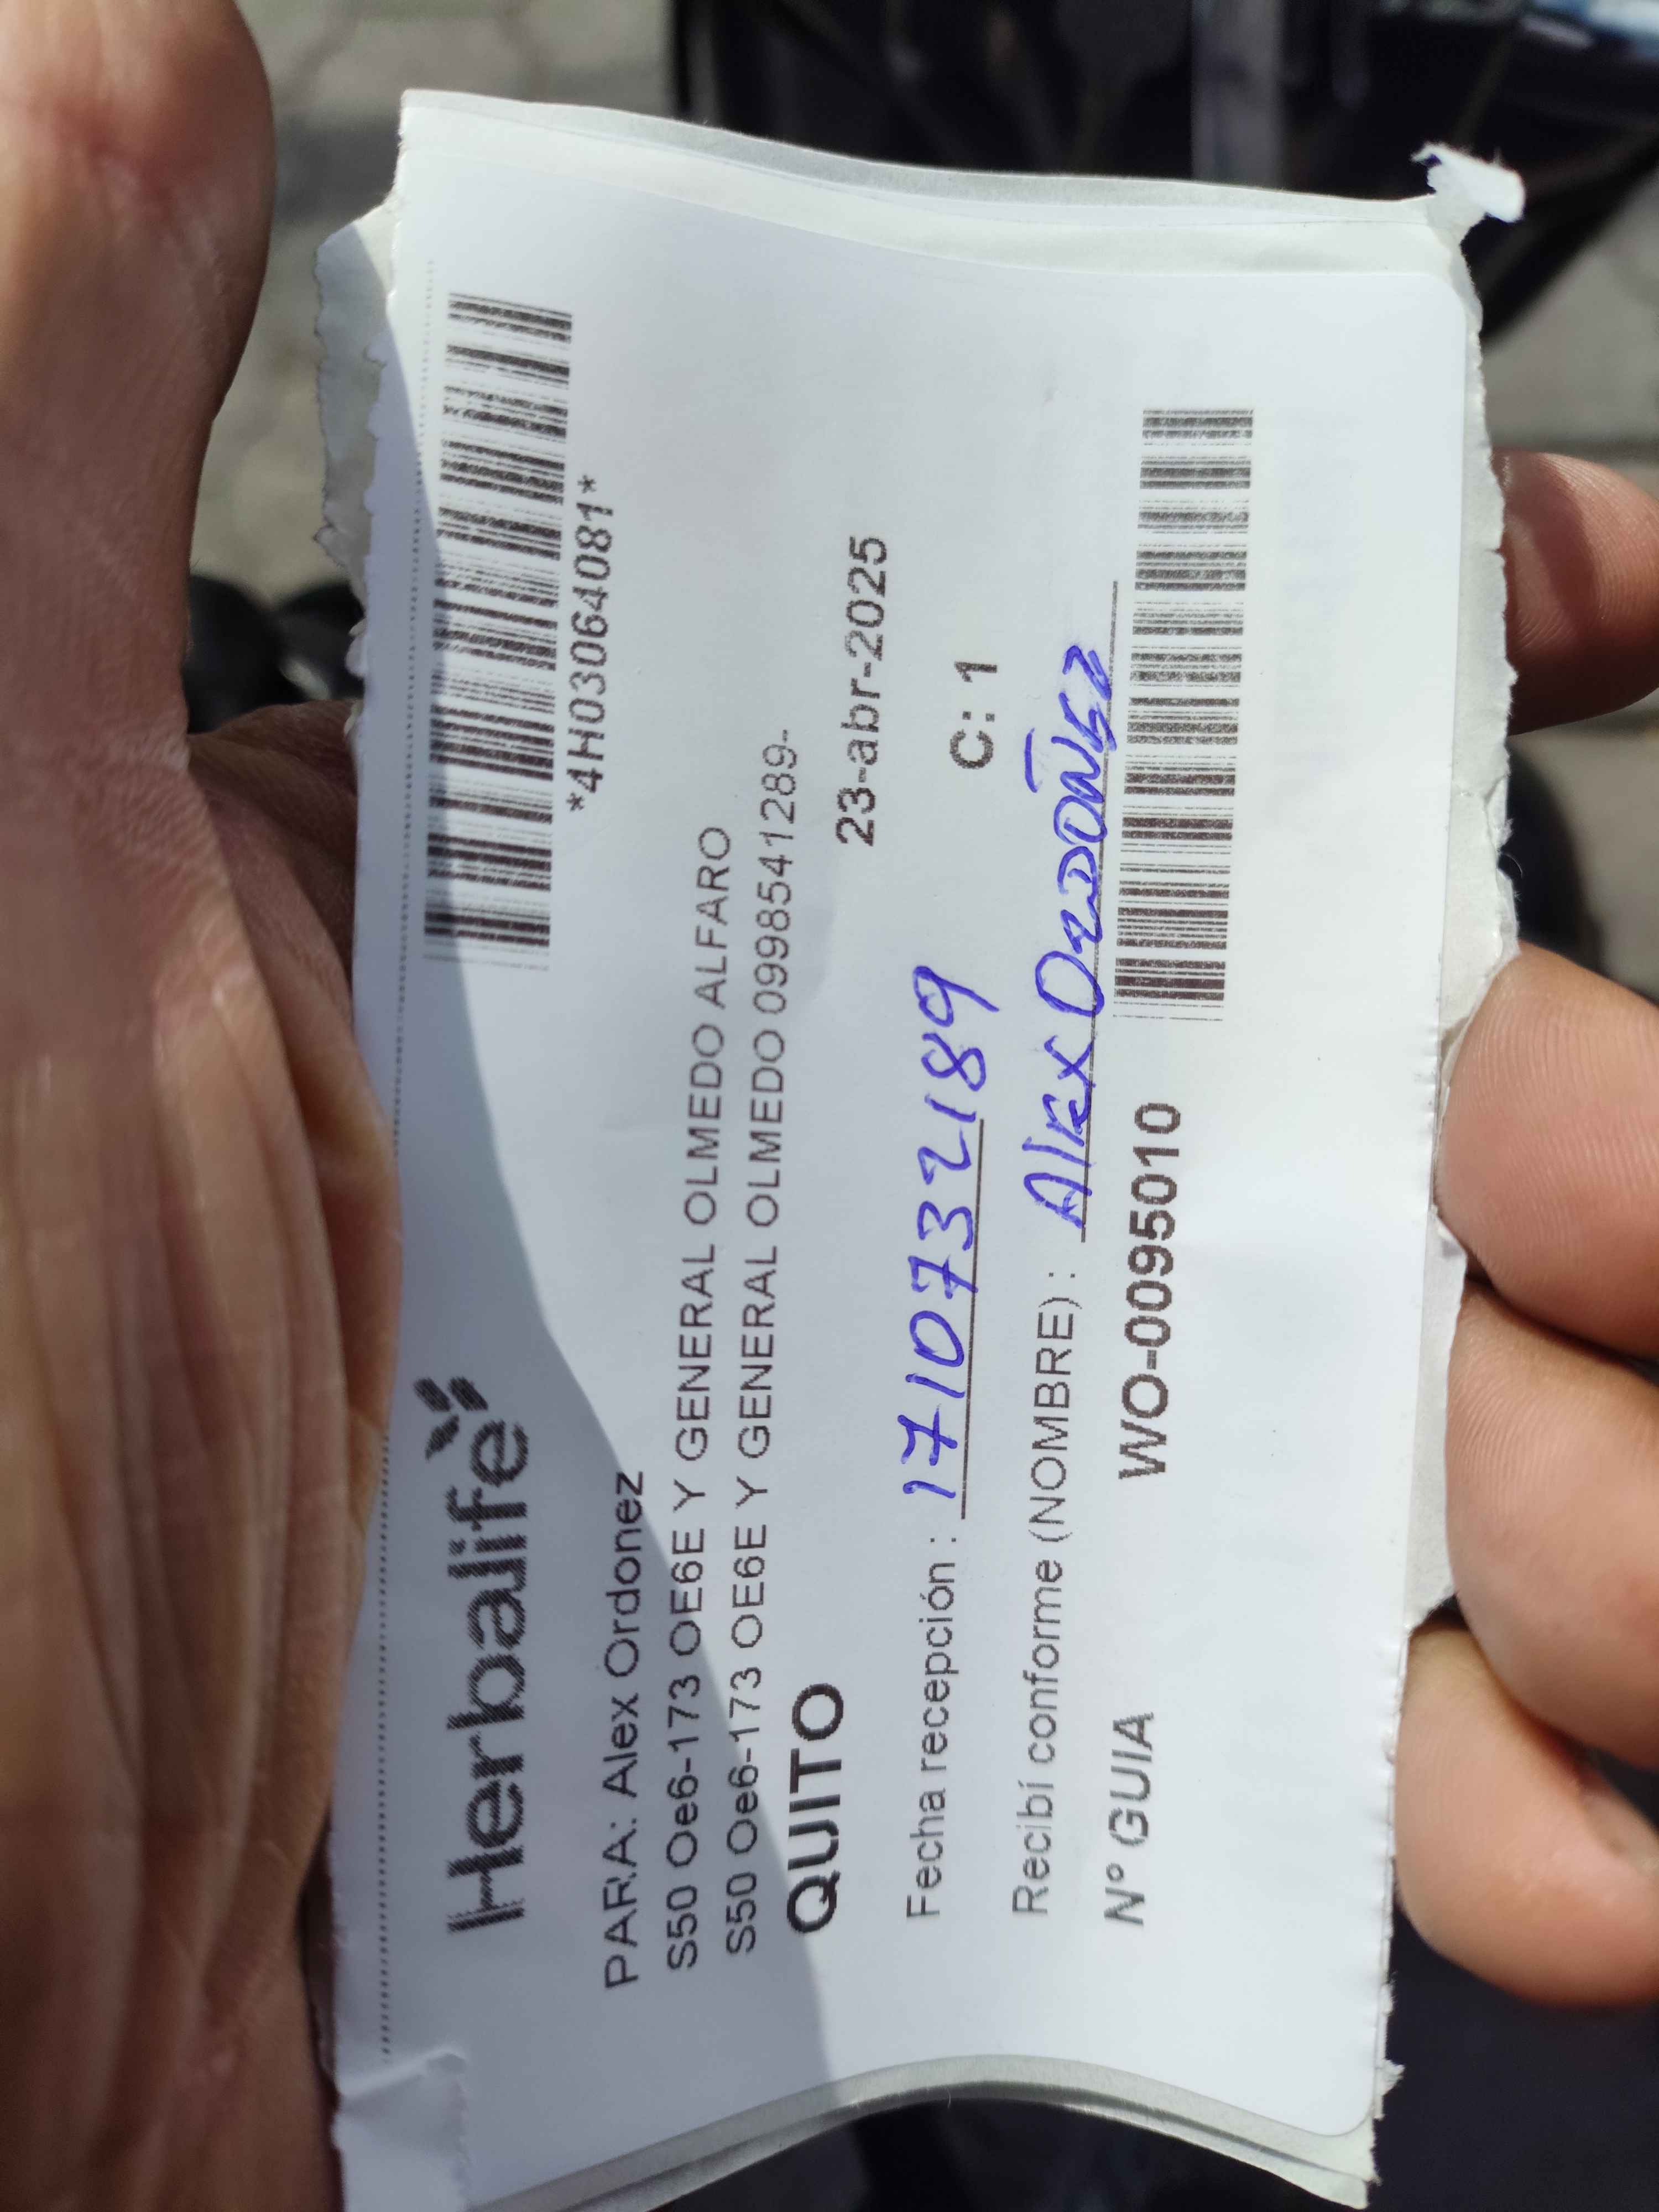 Herbalife
*4H03064081*
PARA: Alex Ordonez
S50 Oe6-173 OE6E Y GENERAL OLMEDO ALFARO
S50 Oe6-173 OE6E Y GENERAL OLMEDO 0998541289-
QUITO 23-abr-2025
Fecha recepción : 1710732189 C: 1
Recibí conforme (NOMBRE) : Alex ORDOÑEZ
N° GUIA WO-0095010